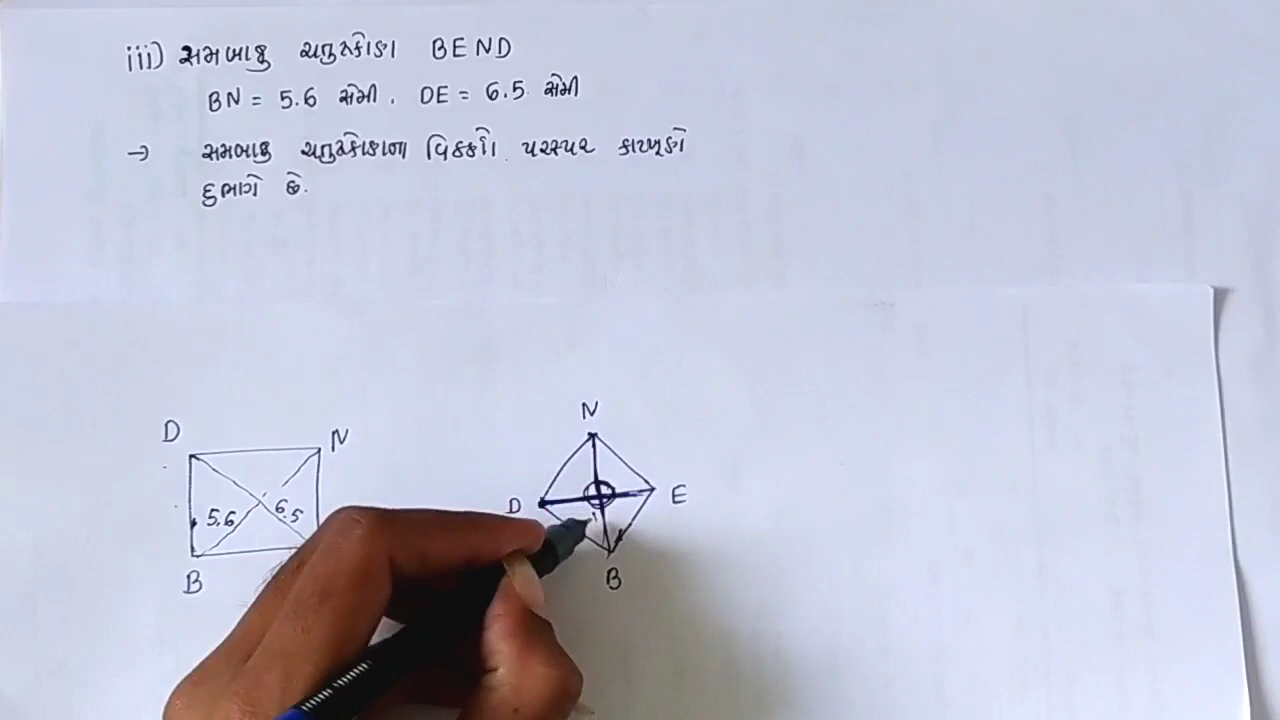 iii) સમબાજુ ચતુષ્કોણ BEND
BN = 5.6 સેમી. DE = 6.5 સેમી
→ સમબાજુ ચતુષ્કોણના વિકર્ણો પરસ્પર કાટખૂણે
દુભાગે છે.
D
N
5.6
6.5
B
N
D
E
B